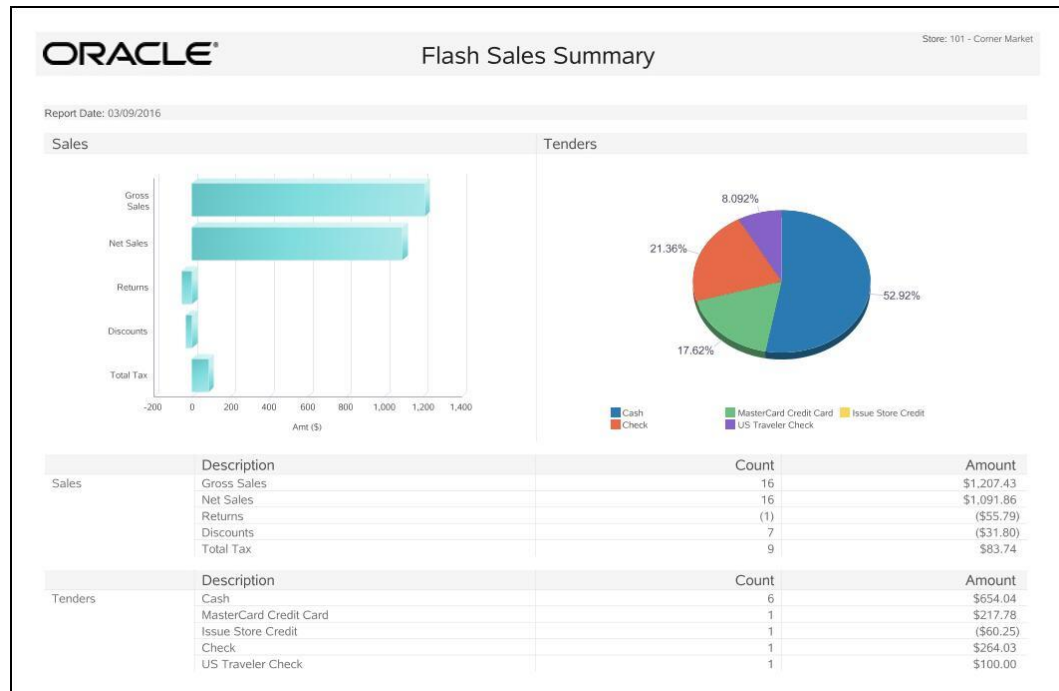 ORACLE®
Flash Sales Summary
Store: 101 - Corner Market
Report Date: 03/09/2016
Sales
Tenders
Gross
Sales
Net Sales
Returns
Discounts
Total Tax
-200 0 200 400 600 800 1,000 1,200 1,400
Amt ($)
8.092%
21.36%
52.92%
17.62%
Cash MasterCard Credit Card Issue Store Credit
Check US Traveler Check
Description Count Amount
Sales Gross Sales 16 $1,207.43
Net Sales 16 $1,091.86
Returns (1) ($55.79)
Discounts 7 ($31.80)
Total Tax 9 $83.74
Description Count Amount
Tenders Cash 6 $654.04
MasterCard Credit Card 1 $217.78
Issue Store Credit 1 ($60.25)
Check 1 $264.03
US Traveler Check 1 $100.00